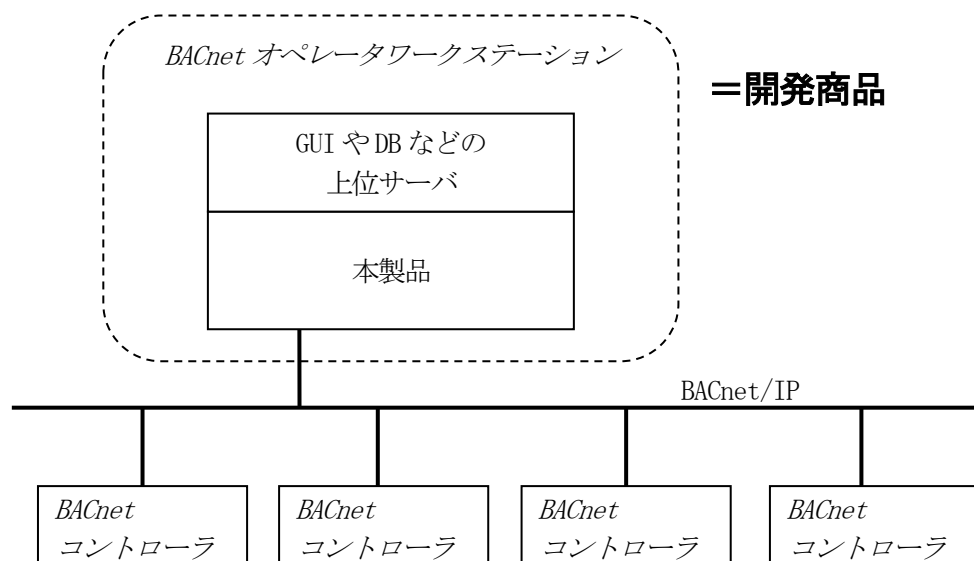 BACnet オペレータワークステーション
＝開発商品
GUI や DB などの
上位サーバ
本製品
BACnet/IP
BACnet
コントローラ
BACnet
コントローラ
BACnet
コントローラ
BACnet
コントローラ